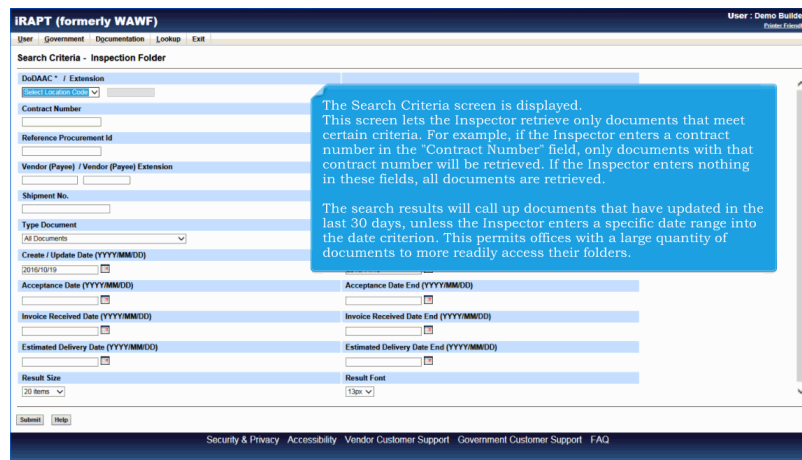 iRAPT (formerly WAWF)
User : Demo Builde
Printer Friend
User Government Documentation Lookup Exit
Search Criteria - Inspection Folder
DoDAAC * / Extension
Select Location Code
Contract Number
Reference Procurement Id
Vendor (Payee) / Vendor (Payee) Extension
Shipment No.
Type Document
All Documents
Create / Update Date (YYYY/MM/DD)
2016/10/19
The Search Criteria screen is displayed.
This screen lets the Inspector retrieve only documents that meet
certain criteria. For example, if the Inspector enters a contract
number in the "Contract Number" field, only documents with that
contract number will be retrieved. If the Inspector enters nothing
in these fields, all documents are retrieved.
The search results will call up documents that have updated in the
last 30 days, unless the Inspector enters a specific date range into
the date criterion. This permits offices with a large quantity of
documents to more readily access their folders.
Acceptance Date (YYYY/MM/DD) Acceptance Date End (YYYY/MM/DD)
Invoice Received Date (YYYY/MM/DD) Invoice Received Date End (YYYY/MM/DD)
Estimated Delivery Date (YYYY/MM/DD) Estimated Delivery Date End (YYYY/MM/DD)
Result Size Result Font
20 items 13px
Submit Help
Security & Privacy Accessibility Vendor Customer Support Government Customer Support FAQ